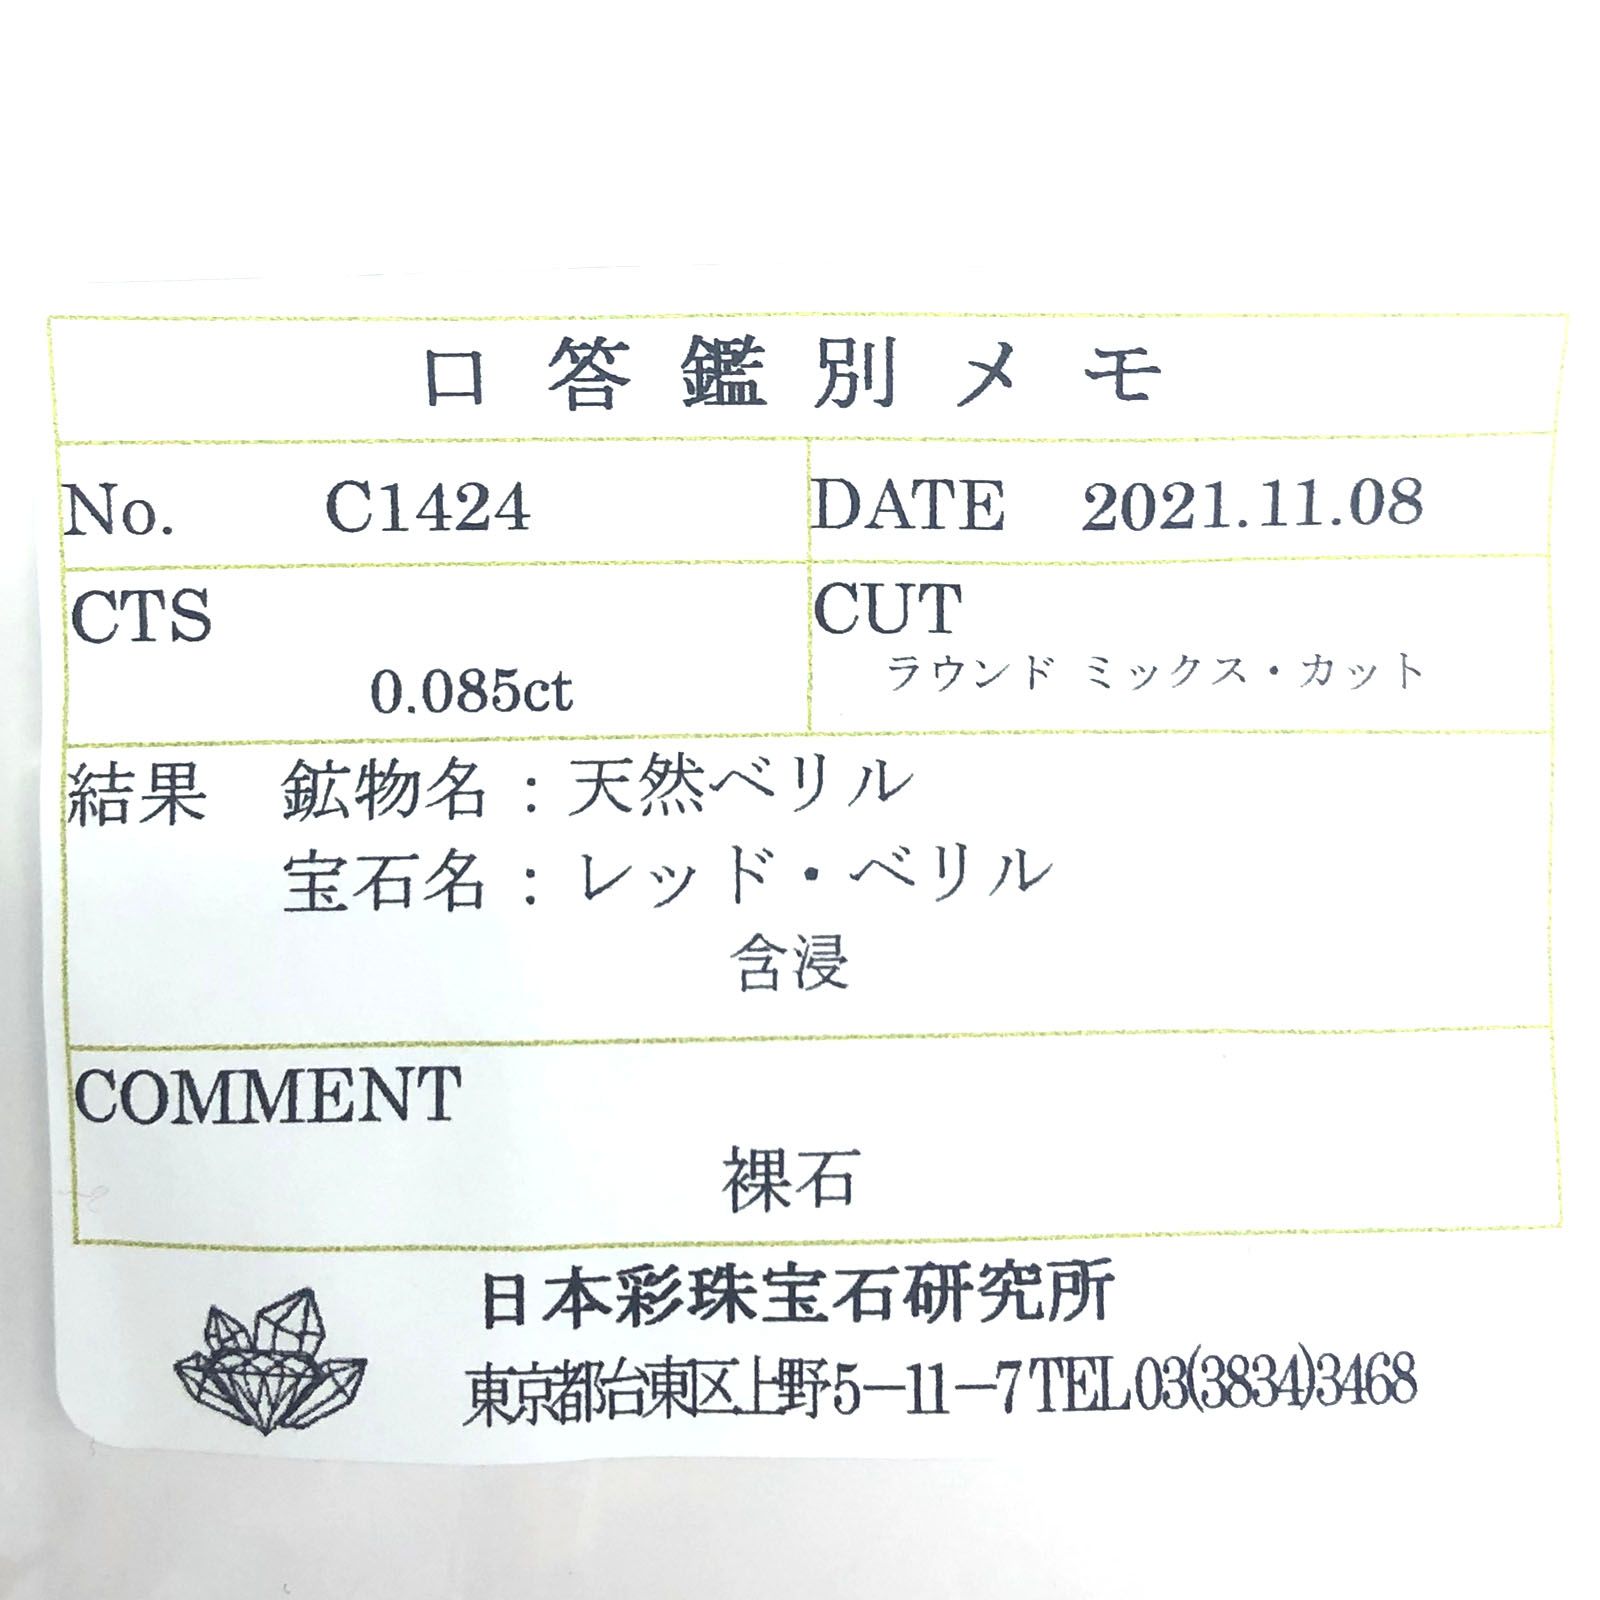 口答鑑別メモ
No. C1424 DATE 2021.11.08
CTS CUT
0.085ct ラウンド ミックス・カット
結果 鉱物名：天然ベリル
宝石名：レッド・ベリル
含浸
COMMENT
裸石
日本彩珠宝石研究所
東京都台東区上野5－11－7 TEL 03(3834)3468